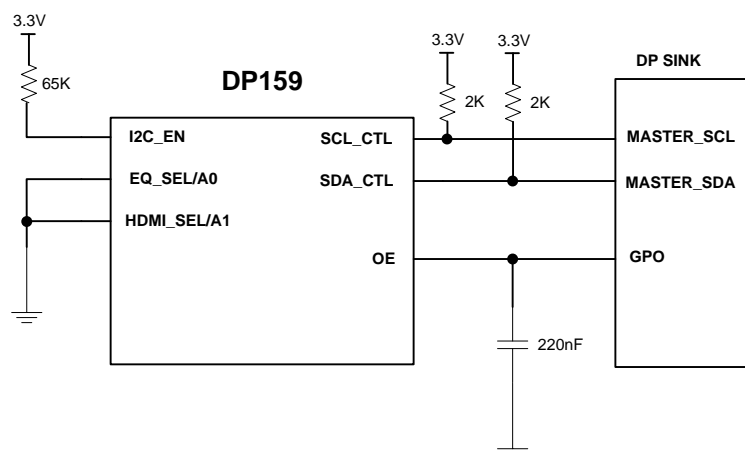 3.3V
3.3V
3.3V
DP SINK
65K
DP159
2K
2K
I2C_EN
SCL_CTL
MASTER_SCL
EQ_SEL/A0
SDA_CTL
MASTER_SDA
HDMI_SEL/A1
OE
GPO
220nF